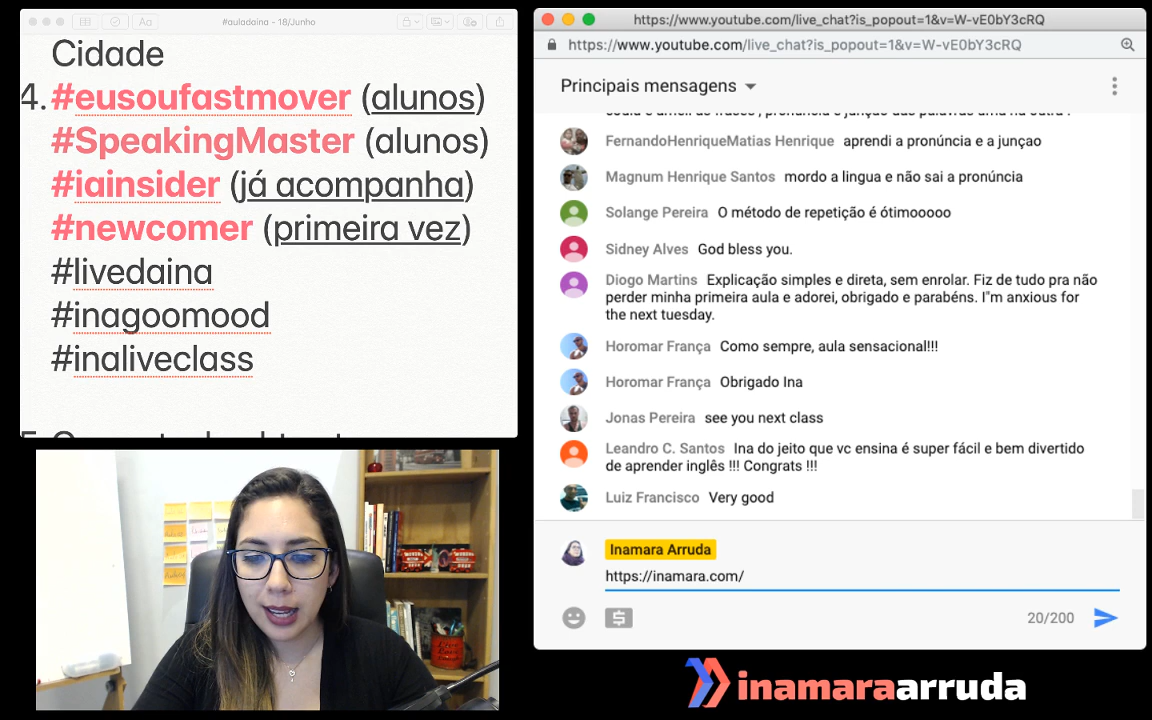 Aa
#auladaina - 18/Junho
Cidade
4. #eusoufastmover (alunos)
#SpeakingMaster (alunos)
#iainsider (já acompanha)
#newcomer (primeira vez)
#livedaina
#inagoomood
#inaliveclass
https://www.youtube.com/live_chat?is_popout=1&v=W-vE0bY3cRQ
https://www.youtube.com/live_chat?is_popout=1&v=W-vE0bY3cRQ
Principais mensagens
FernandoHenriqueMatias Henrique aprendi a pronúncia e a junçao
Magnum Henrique Santos mordo a lingua e não sai a pronúncia
Solange Pereira O método de repetição é ótimooooo
Sidney Alves God bless you.
Diogo Martins Explicação simples e direta, sem enrolar. Fiz de tudo pra não
perder minha primeira aula e adorei, obrigado e parabéns. I"m anxious for
the next tuesday.
Horomar França Como sempre, aula sensacional!!!
Horomar França Obrigado Ina
Jonas Pereira see you next class
Leandro C. Santos Ina do jeito que vc ensina é super fácil e bem divertido
de aprender inglês !!! Congrats !!!
Luiz Francisco Very good
Inamara Arruda
https://inamara.com/
20/200
inamaraarruda